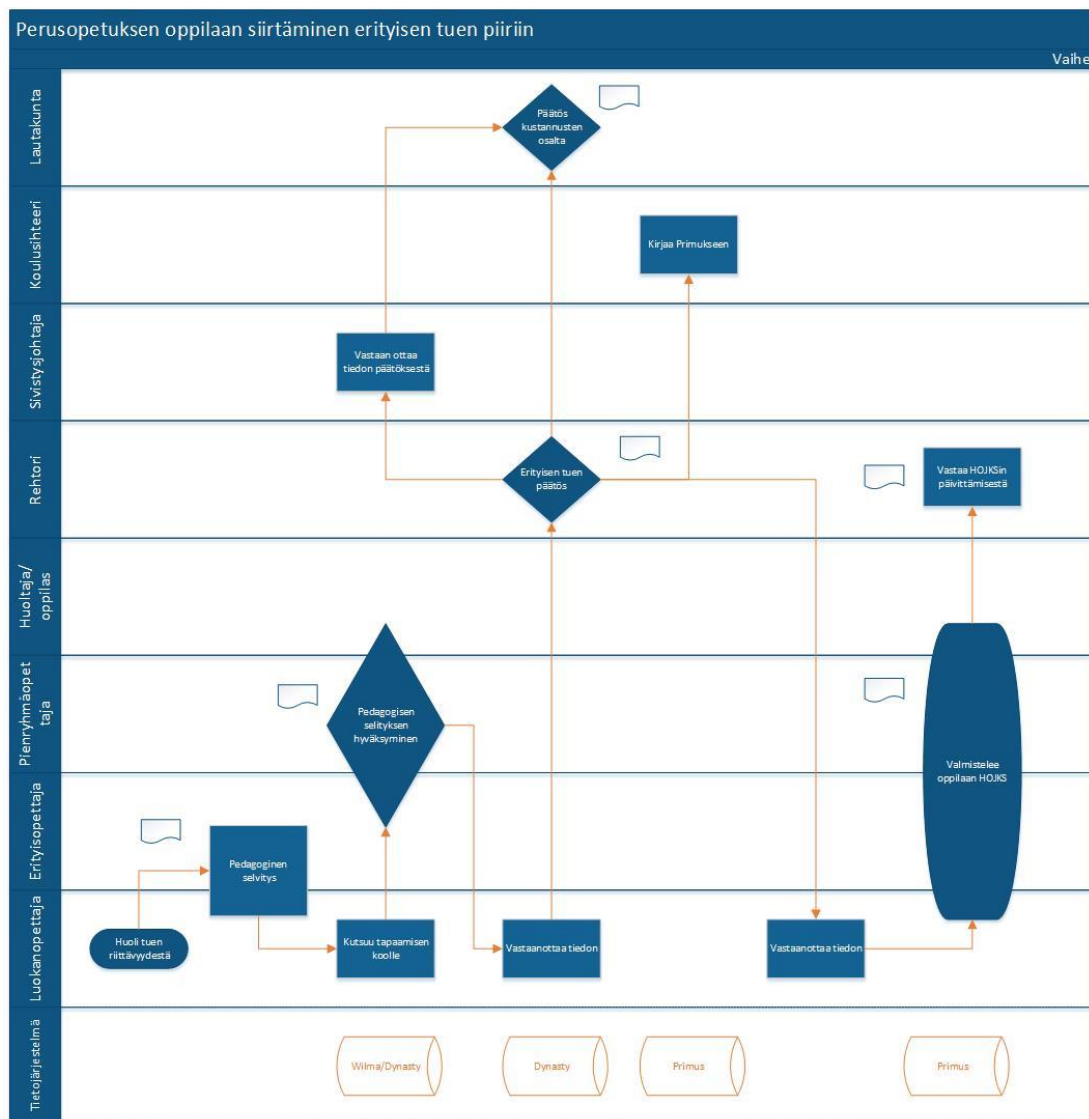 Perusopetuksen oppilaan siirtäminen erityisen tuen piiriin
Vaihe
Lautakunta
Päätös
kustannusten
osalta
Koulusihteeri
Kirjaa Primukseen
Sivistysjohtaja
Vastaan ottaa
tiedon päätöksestä
Rehtori
Erityisen tuen
päätös
Vastaa HOJKSin
päivittämisestä
Huoltaja/
oppilas
Pienryhmäopet
taja
Pedagogisen
selityksen
hyväksyminen
Valmistelee
oppilaan HOJKS
Erityisopettaja
Pedagoginen
selvitys
Luokanopettaja
Huoli tuen
riittävyydestä
Kutsuu tapaamisen
koolle
Vastaanottaa tiedon
Vastaanottaa tiedon
Tietojärjestelmä
Wilma/Dynasty
Dynasty
Primus
Primus